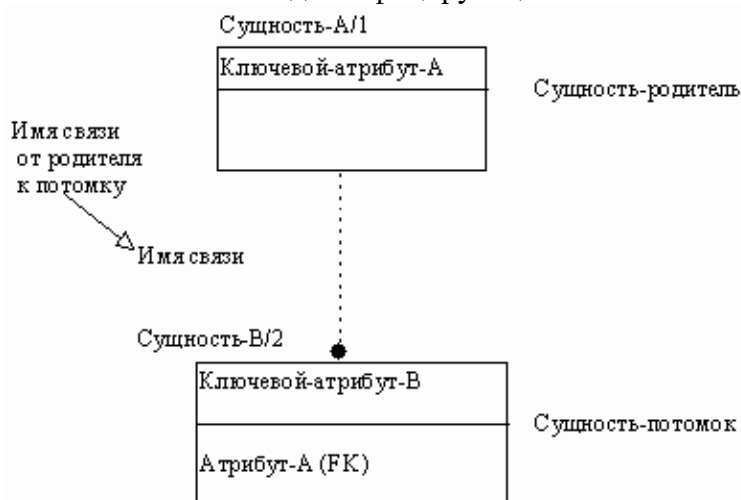 Сущность-А/1
Ключевой-атрибут-А
Сущность-родитель
Имя связи
от родителя
к потомку
Имя связи
Сущность-В/2
Ключевой-атрибут-В
Сущность-потомок
Атрибут-А (FK)